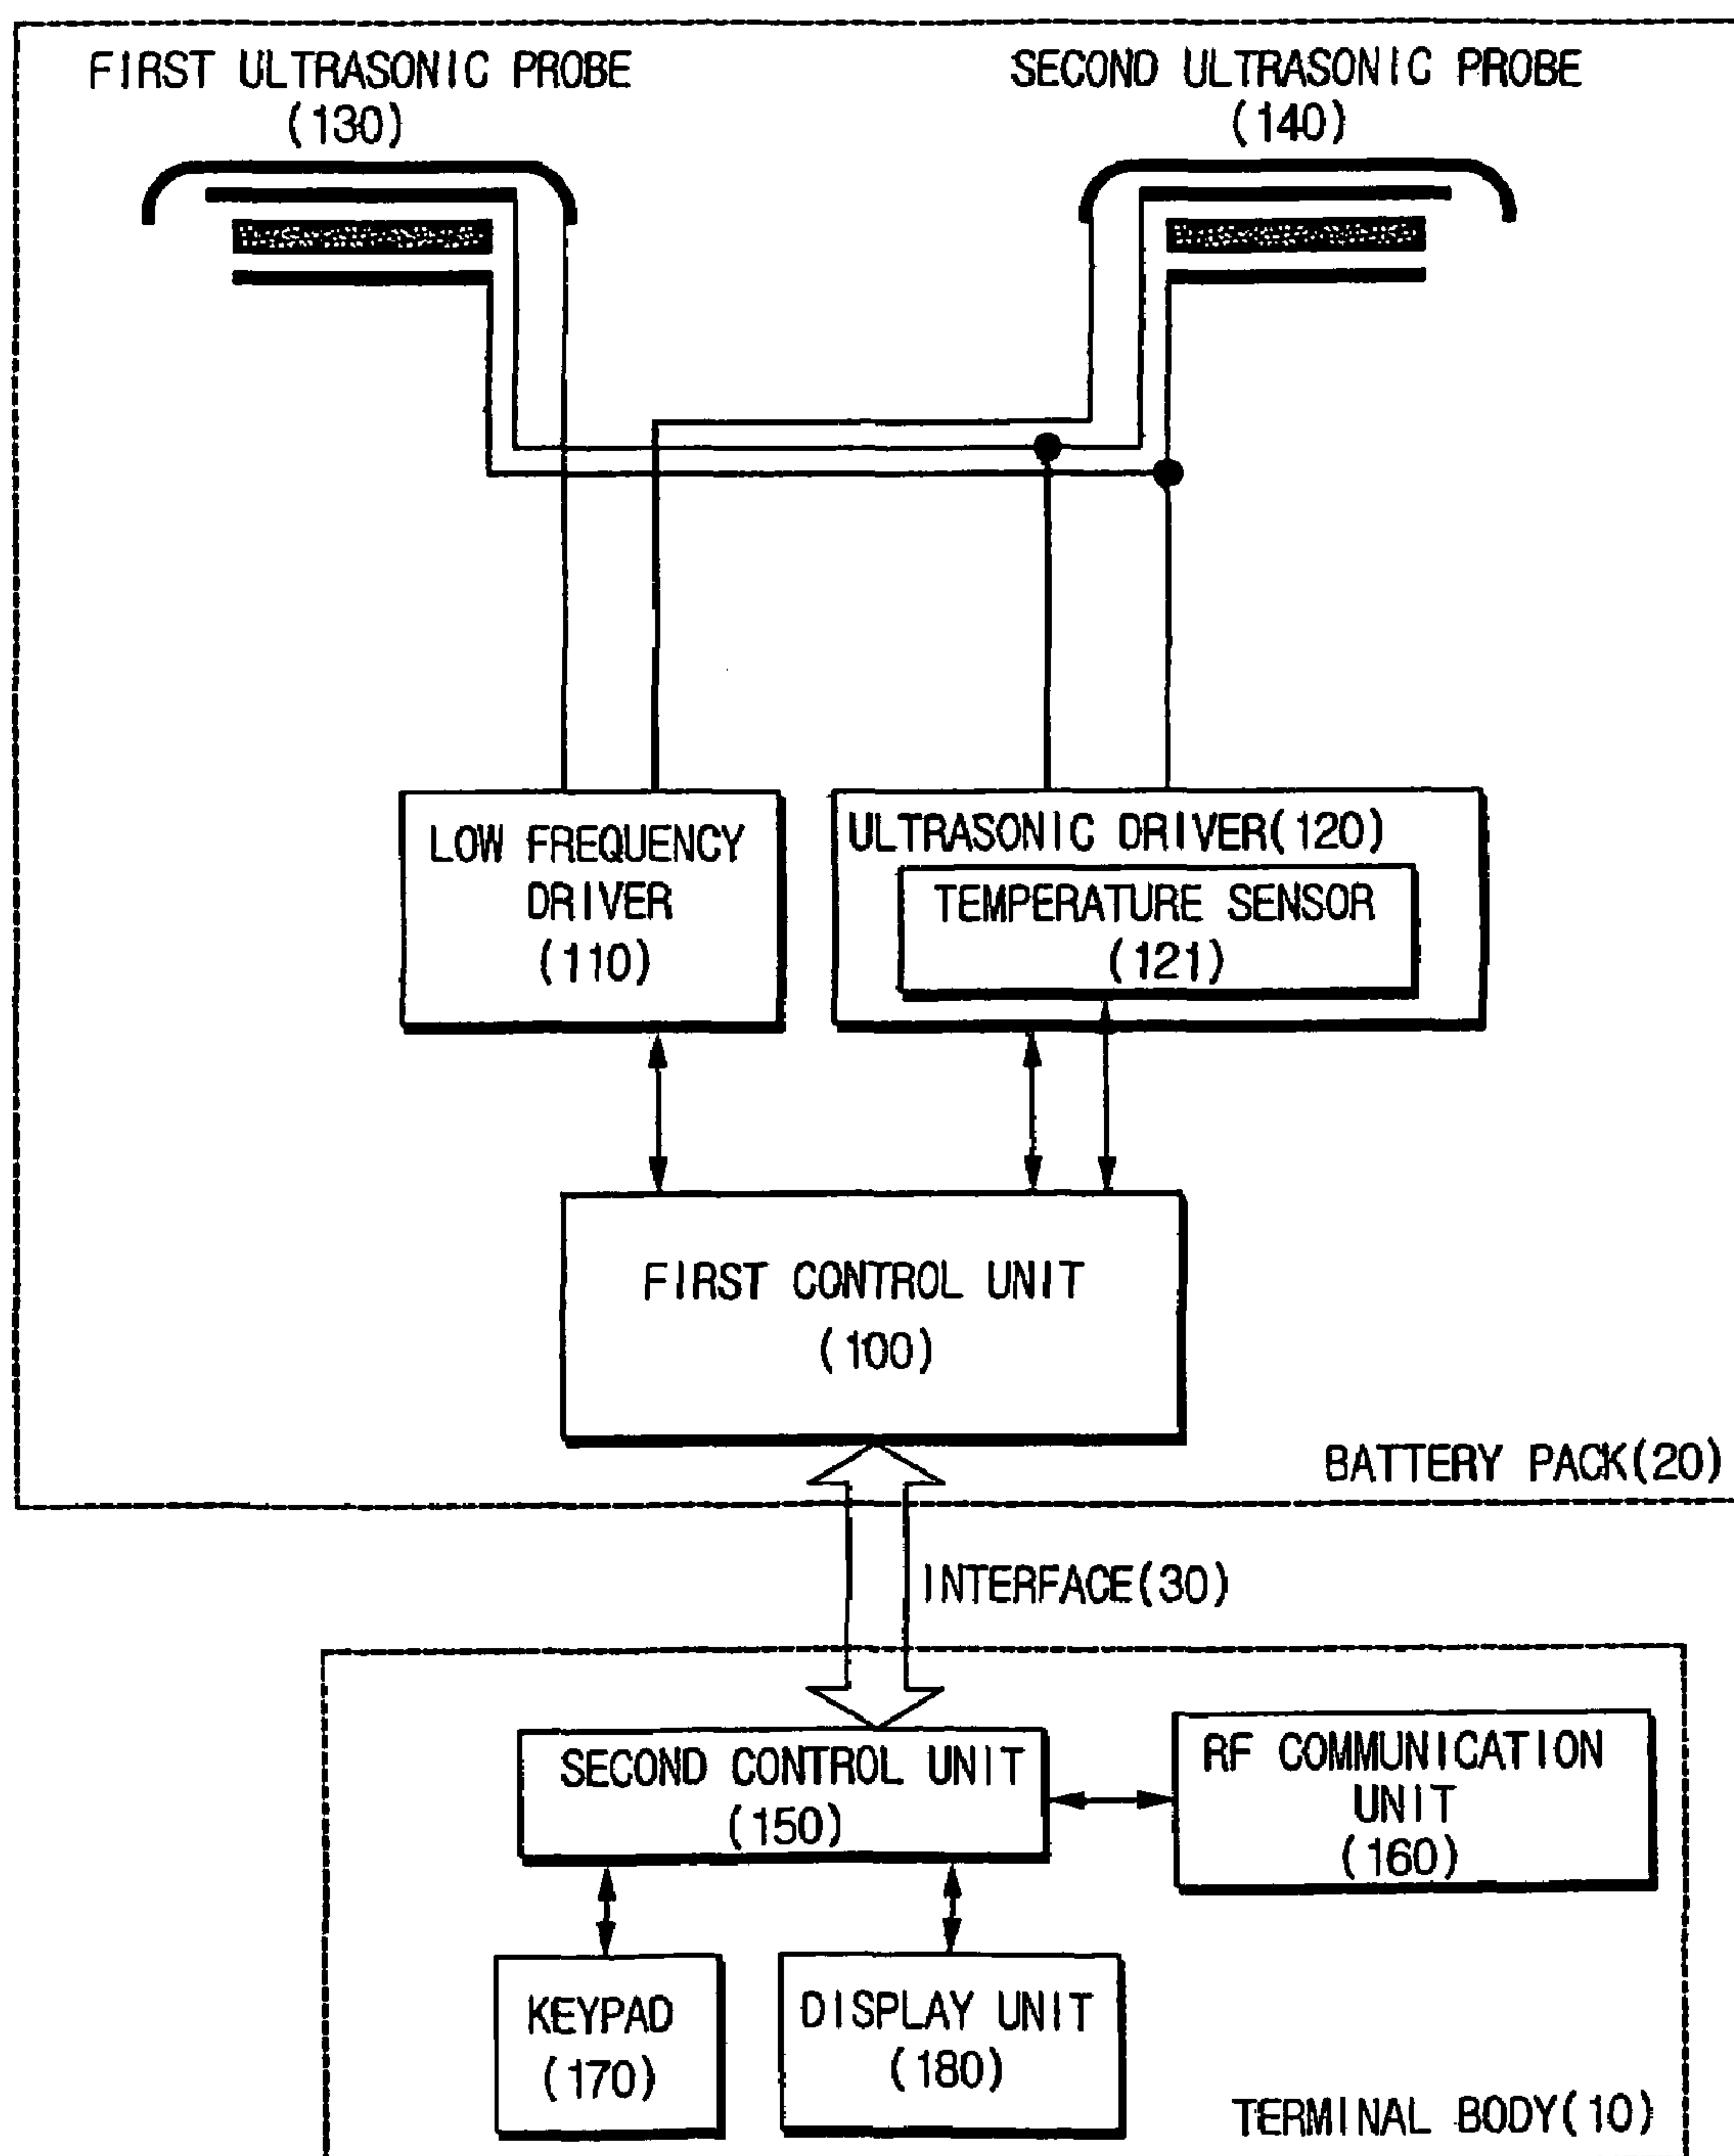 FIRST ULTRASONIC PROBE
(130)
SECOND ULTRASONIC PROBE
(140)
LOW FREQUENCY
DRIVER
(110)
ULTRASONIC DRIVER(120)
TEMPERATURE SENSOR
(121)
FIRST CONTROL UNIT
(100)
BATTERY PACK(20)
INTERFACE(30)
SECOND CONTROL UNIT
(150)
RF COMMUNICATION
UNIT
(160)
KEYPAD
(170)
DISPLAY UNIT
(180)
TERMINAL BODY(10)